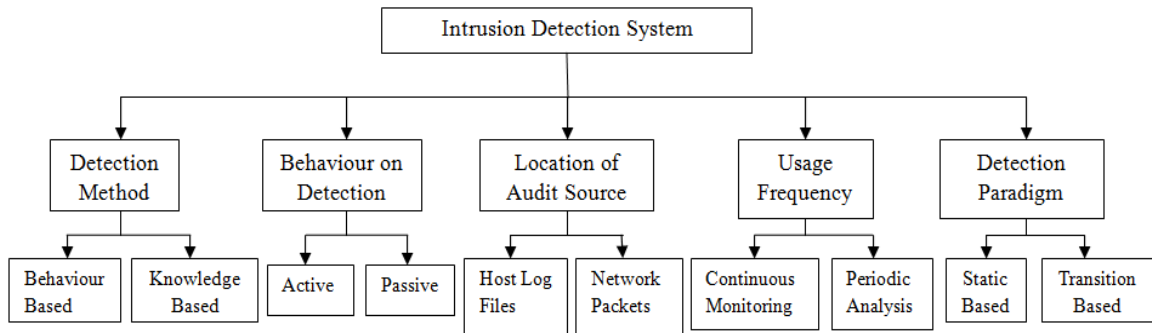 Intrusion Detection System
Detection
Method
Behaviour on
Detection
Location of
Audit Source
Usage
Frequency
Detection
Paradigm
Behaviour
Based
Knowledge
Based
Active
Passive
Host Log
Files
Network
Packets
Continuous
Monitoring
Periodic
Analysis
Static
Based
Transition
Based